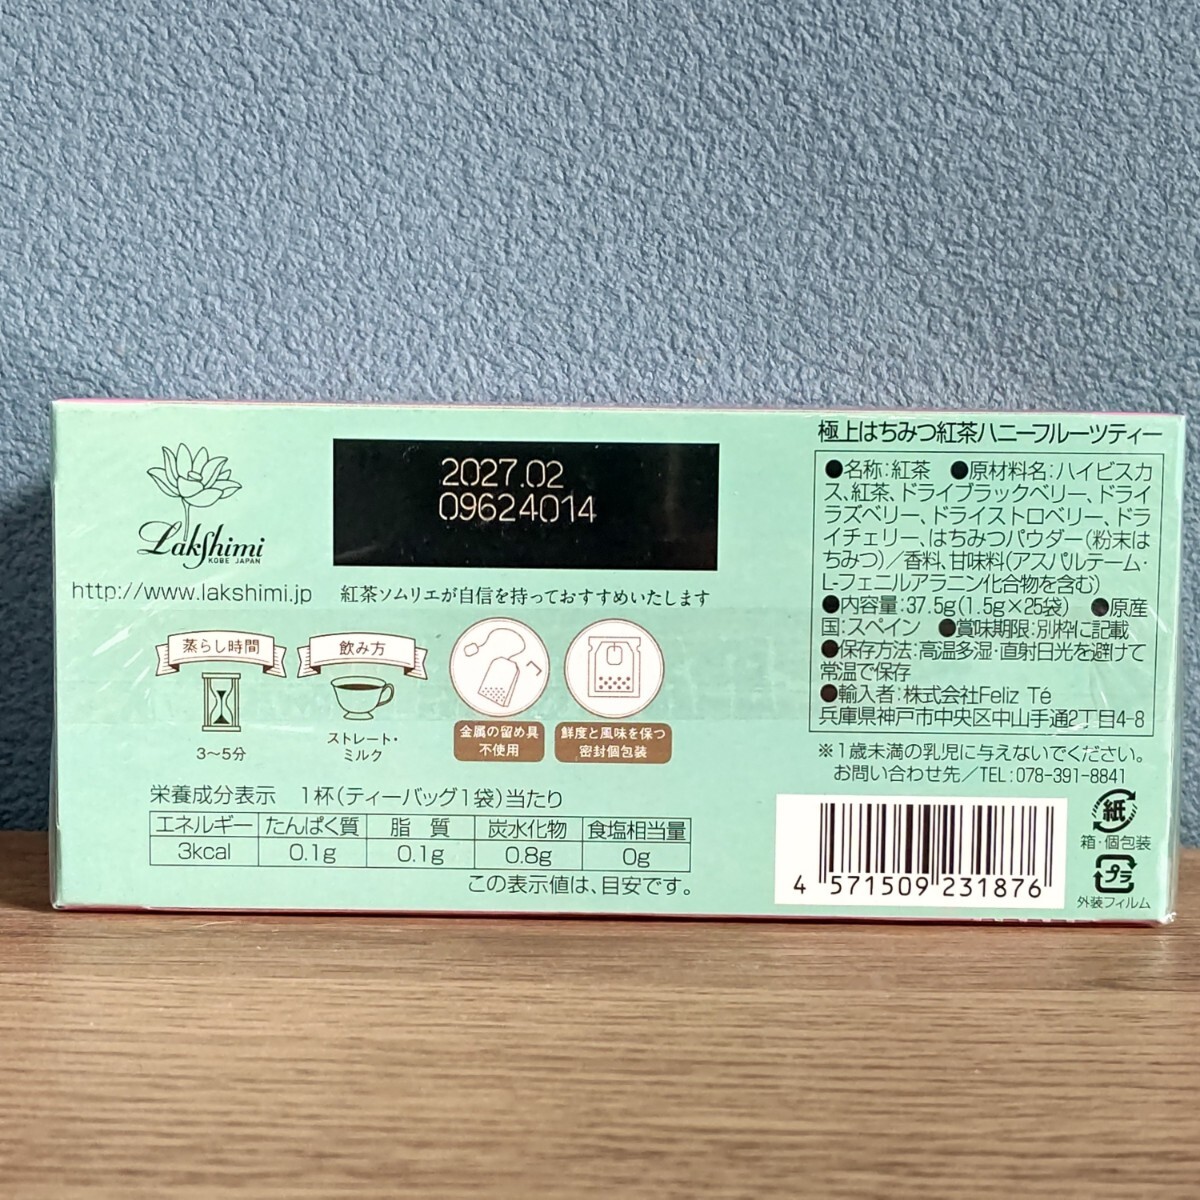 Lakshimi
KOBE JAPAN
http://www.lakshimi.jp
2027.02
09624014
紅茶ソムリエが自信を持っておすすめいたします
蒸らし時間
3〜5分
飲み方
ストレート・
ミルク
金属の留め具
不使用
鮮度と風味を保つ
密封個包装
栄養成分表示 1杯(ティーバッグ1袋)当たり
エネルギー たんぱく質 脂 質 炭水化物 食塩相当量
3kcal 0.1g 0.1g 0.8g 0g
この表示値は、目安です。
極上はちみつ紅茶ハニーフルーツティー
●名称:紅茶 ●原材料名:ハイビスカ
ス、紅茶、ドライブラックベリー、ドライ
ラズベリー、ドライストロベリー、ドラ
イチェリー、はちみつパウダー(粉末は
ちみつ)/香料、甘味料(アスパルテーム・
L-フェニルアラニン化合物を含む)
●内容量:37.5g(1.5g×25袋) ●原産
国:スペイン ●賞味期限:別枠に記載
●保存方法:高温多湿・直射日光を避けて
常温で保存
●輸入者:株式会社Feliz Té
兵庫県神戸市中央区中山手通2丁目4-8
※1歳未満の乳児に与えないでください。
お問い合わせ先/TEL:078-391-8841
4 571509 231876
紙
箱・個包装
プラ
外装フィルム